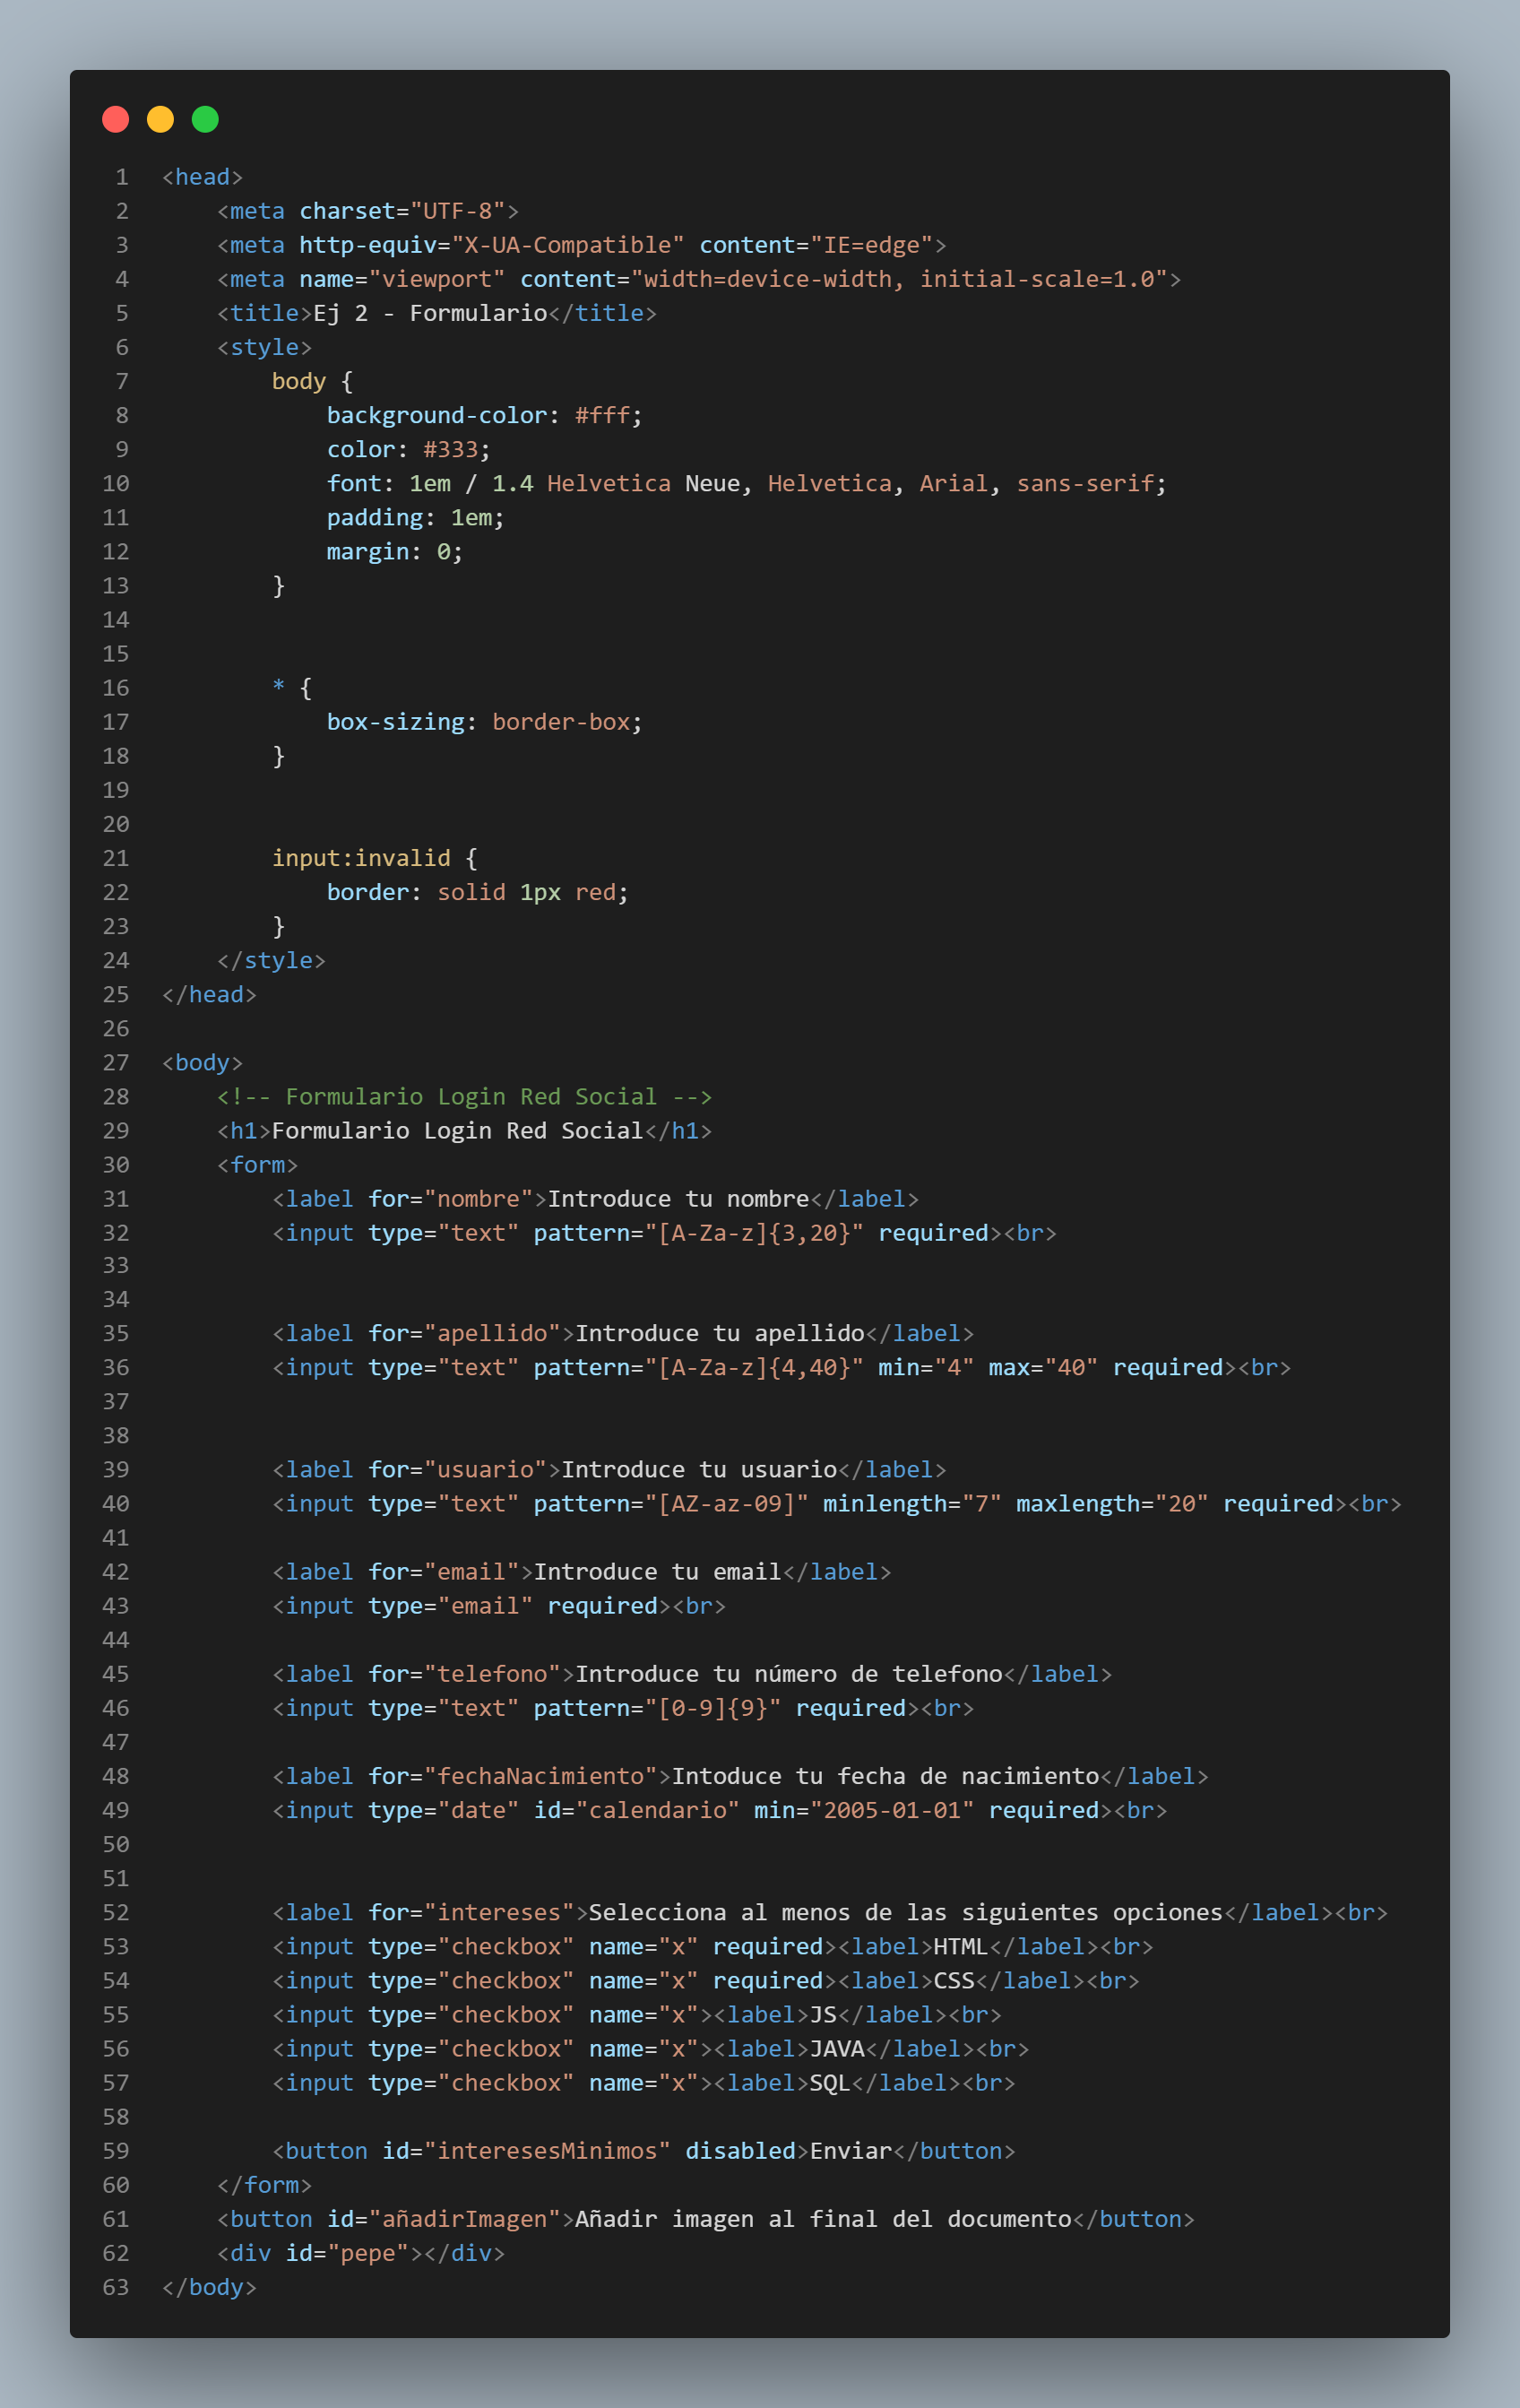 1 <head>
2     <meta charset="UTF-8">
3     <meta http-equiv="X-UA-Compatible" content="IE=edge">
4     <meta name="viewport" content="width=device-width, initial-scale=1.0">
5     <title>Ej 2 - Formulario</title>
6     <style>
7         body {
8             background-color: #fff;
9             color: #333;
10             font: 1em / 1.4 Helvetica Neue, Helvetica, Arial, sans-serif;
11             padding: 1em;
12             margin: 0;
13         }
14
15
16         * {
17             box-sizing: border-box;
18         }
19
20
21         input:invalid {
22             border: solid 1px red;
23         }
24     </style>
25 </head>
26
27 <body>
28     <!-- Formulario Login Red Social -->
29     <h1>Formulario Login Red Social</h1>
30     <form>
31         <label for="nombre">Introduce tu nombre</label>
32         <input type="text" pattern="[A-Za-z]{3,20}" required><br>
33
34
35         <label for="apellido">Introduce tu apellido</label>
36         <input type="text" pattern="[A-Za-z]{4,40}" min="4" max="40" required><br>
37
38
39         <label for="usuario">Introduce tu usuario</label>
40         <input type="text" pattern="[AZ-az-09]" minlength="7" maxlength="20" required><br>
41
42         <label for="email">Introduce tu email</label>
43         <input type="email" required><br>
44
45         <label for="telefono">Introduce tu número de telefono</label>
46         <input type="text" pattern="[0-9]{9}" required><br>
47
48         <label for="fechaNacimiento">Intoduce tu fecha de nacimiento</label>
49         <input type="date" id="calendario" min="2005-01-01" required><br>
50
51
52         <label for="intereses">Selecciona al menos de las siguientes opciones</label><br>
53         <input type="checkbox" name="x" required><label>HTML</label><br>
54         <input type="checkbox" name="x" required><label>CSS</label><br>
55         <input type="checkbox" name="x"><label>JS</label><br>
56         <input type="checkbox" name="x"><label>JAVA</label><br>
57         <input type="checkbox" name="x"><label>SQL</label><br>
58
59         <button id="interesesMinimos" disabled>Enviar</button>
60     </form>
61     <button id="añadirImagen">Añadir imagen al final del documento</button>
62     <div id="pepe"></div>
63 </body>